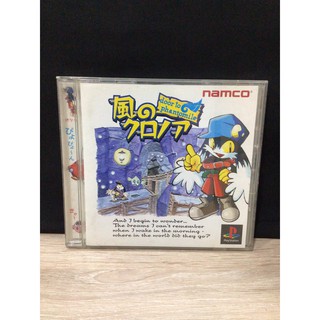 namco
door to
phantomile
風の
クロノア
And I begin to wonder...
"The dreams I can't remember
when I wake in the morning -
where in the world did they go?"